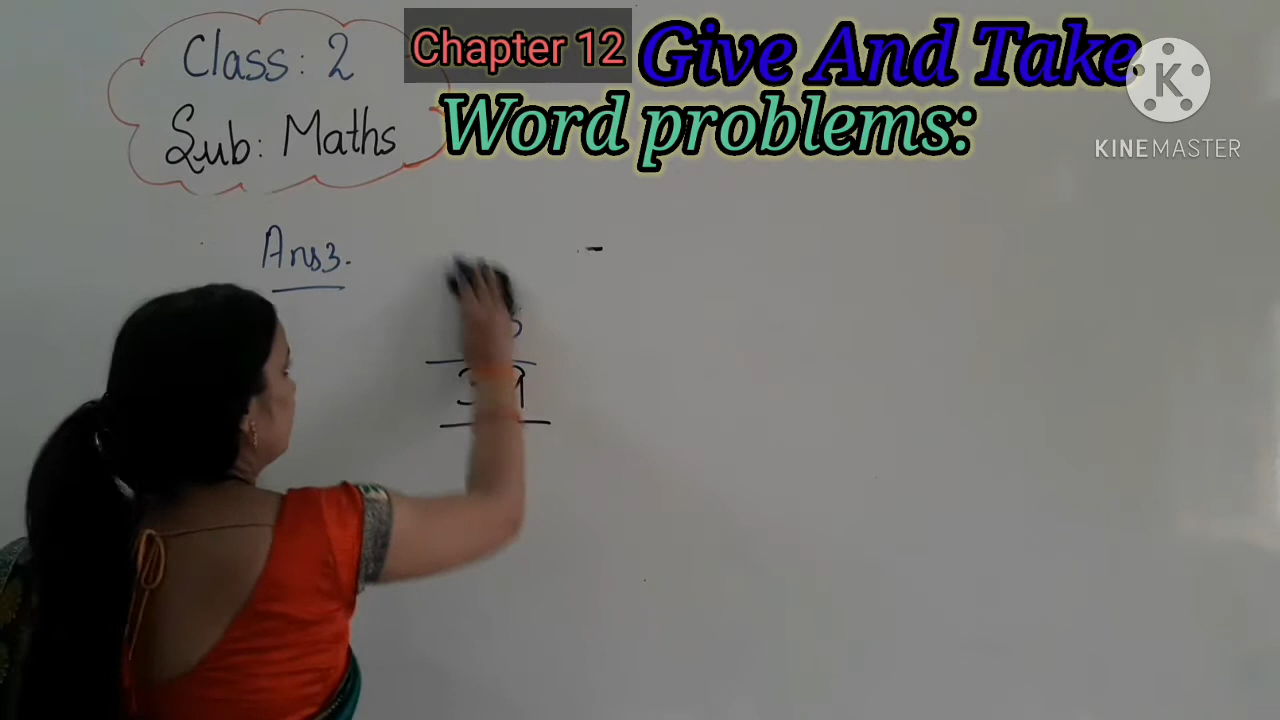 Class: 2
Sub: Maths
Chapter 12 Give And Take
Word problems:
KINEMASTER
Ans3.